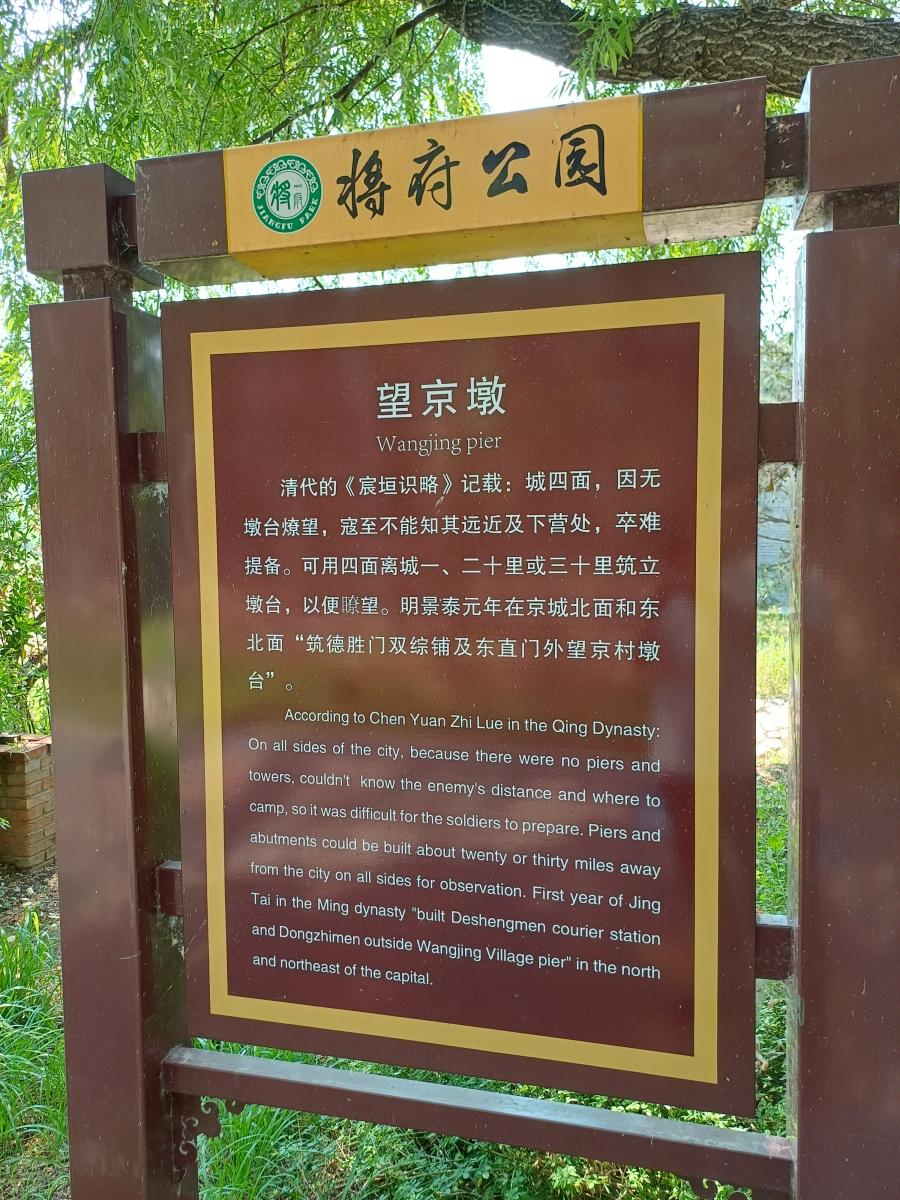 将府公园
将府
JIANGFU PARK
望京墩
Wangjing pier
清代的《宸垣识略》记载：城四面，因无
墩台燎望，寇至不能知其远近及下营处，卒难
提备。可用四面离城一、二十里或三十里筑立
墩台，以便瞭望。明景泰元年在京城北面和东
北面“筑德胜门双综铺及东直门外望京村墩
台”。
According to Chen Yuan Zhi Lue in the Qing Dynasty:
On all sides of the city, because there were no piers and
towers, couldn't know the enemy's distance and where to
camp, so it was difficult for the soldiers to prepare. Piers and
abutments could be built about twenty or thirty miles away
from the city on all sides for observation. First year of Jing
Tai in the Ming dynasty "built Deshengmen courier station
and Dongzhimen outside Wangjing Village pier" in the north
and northeast of the capital.